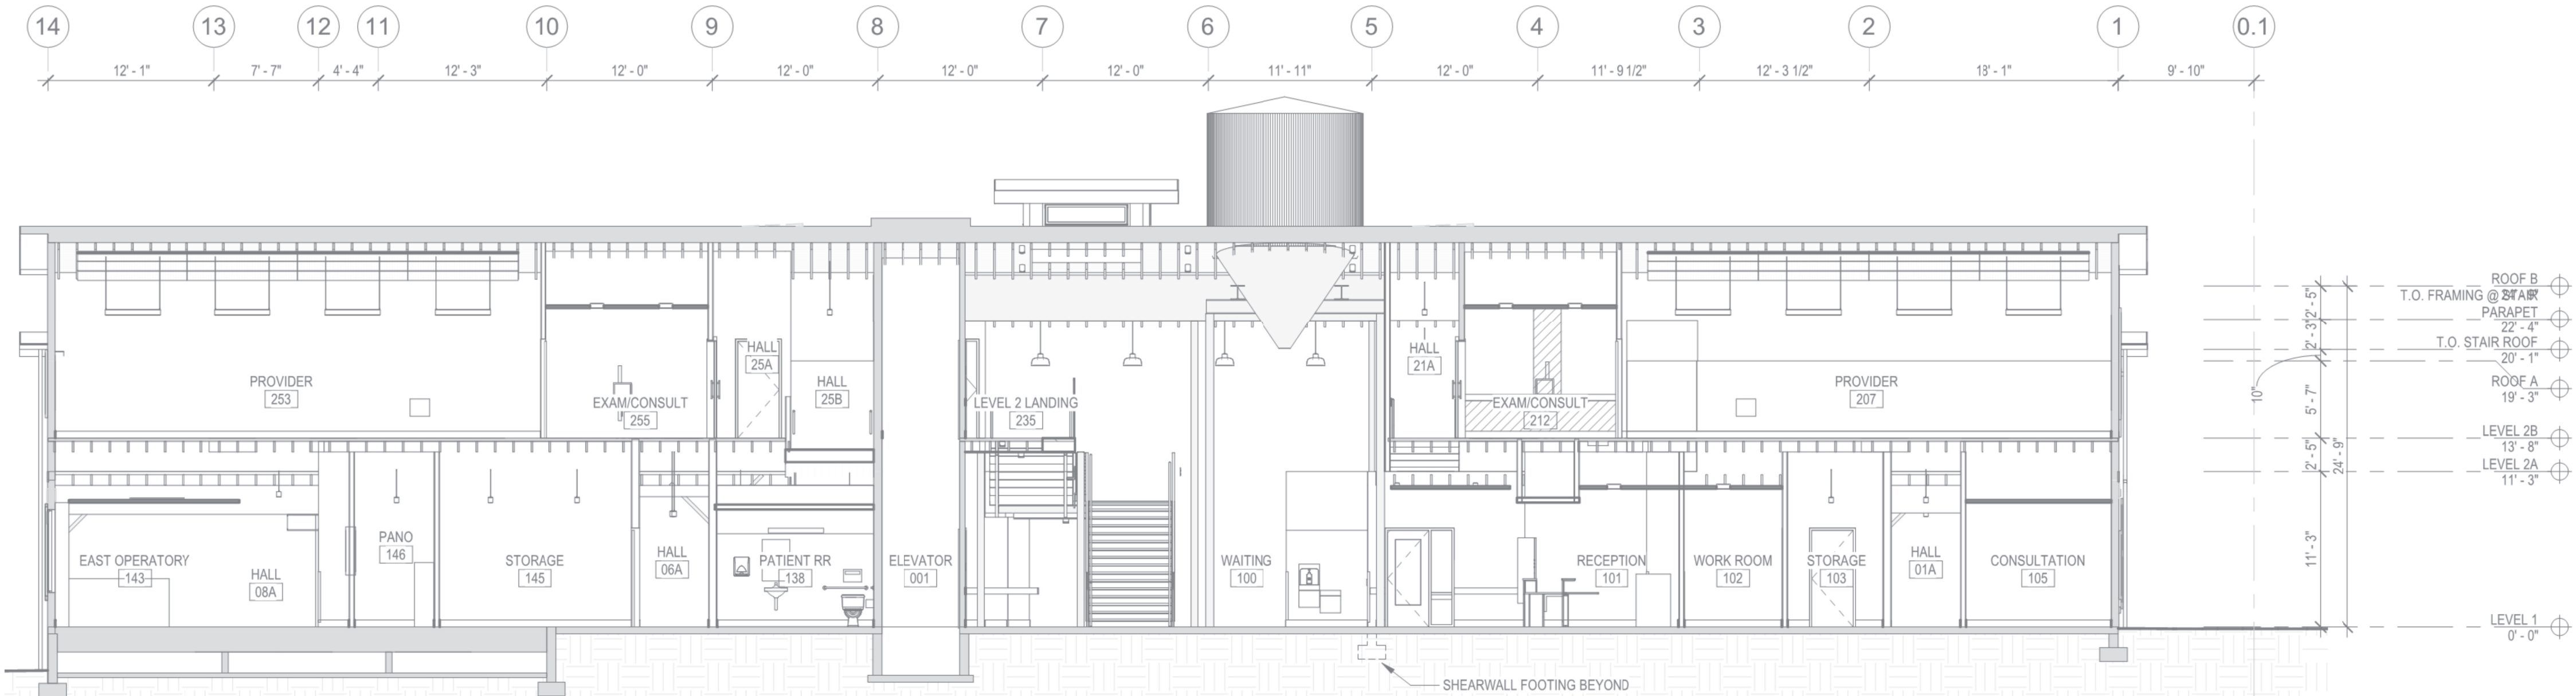 14 13 12 11 10 9 8 7 6 5 4 3 2 1 0.1
12' - 1" 7' - 7" 4' - 4" 12' - 3" 12' - 0" 12' - 0" 12' - 0" 12' - 0" 11' - 11" 12' - 0" 11' - 9 1/2" 12' - 3 1/2" 18' - 1" 9' - 10"
PROVIDER
253
EXAM/CONSULT
255
HALL
25A
HALL
25B
LEVEL 2 LANDING
235
HALL
21A
EXAM/CONSULT
212
PROVIDER
207
EAST OPERATORY
143
HALL
08A
PANO
146
STORAGE
145
HALL
06A
PATIENT RR
138
ELEVATOR
001
WAITING
100
RECEPTION
101
WORK ROOM
102
STORAGE
103
HALL
01A
CONSULTATION
105
SHEARWALL FOOTING BEYOND
2' - 5"
2' - 3"
10"
5' - 7"
2' - 5"
11' - 3"
24' - 9"
ROOF B
24' - 9"
T.O. FRAMING @ STAIR
PARAPET
22' - 4"
T.O. STAIR ROOF
20' - 1"
ROOF A
19' - 3"
LEVEL 2B
13' - 8"
LEVEL 2A
11' - 3"
LEVEL 1
0' - 0"